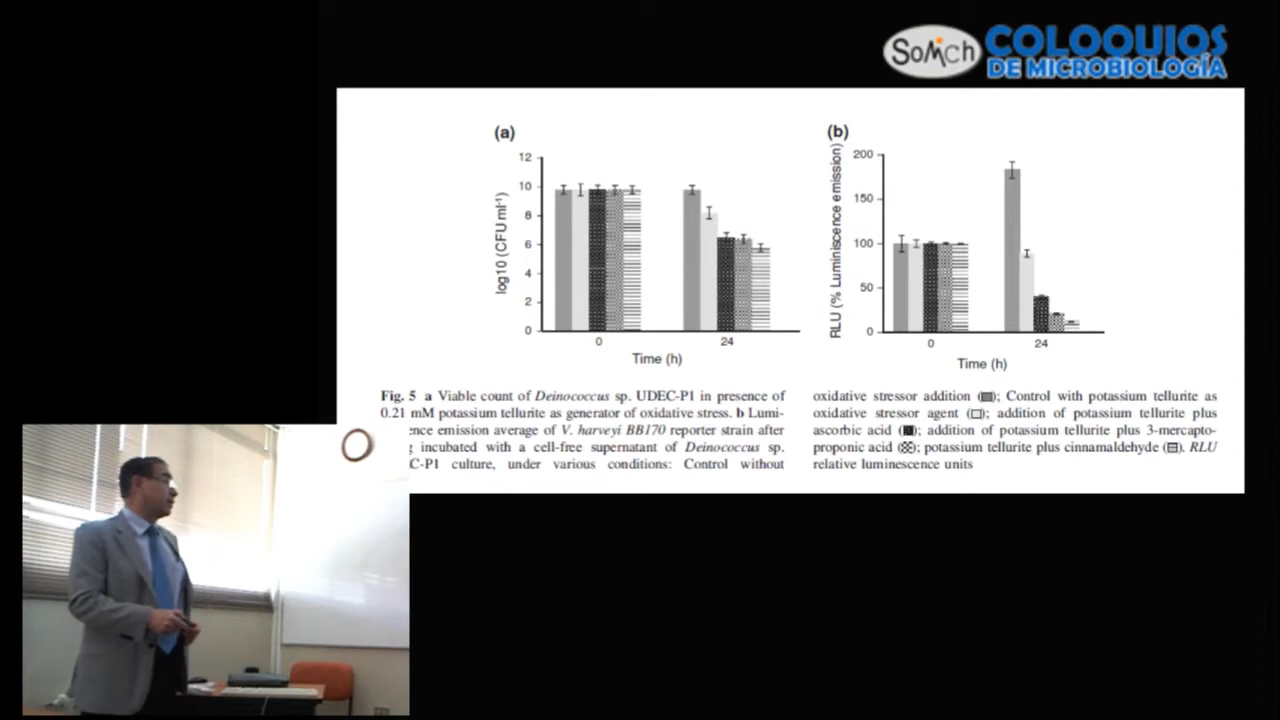 SoMich
COLOQUIOS
DE MICROBIOLOGÍA
(a)
12
10
8
6
4
2
0
log10 (CFU ml⁻¹)
0
24
Time (h)
(b)
200
150
100
50
0
RLU (% Luminiscence emission)
0
24
Time (h)
Fig. 5 a Viable count of Deinococcus sp. UDEC-P1 in presence of
0.21 mM potassium tellurite as generator of oxidative stress. b Lumi-
ence emission average of V. harveyi BB170 reporter strain after
g incubated with a cell-free supernatant of Deinococcus sp.
C-P1 culture, under various conditions: Control without
oxidative stressor addition ( ); Control with potassium tellurite as
oxidative stressor agent ( ); addition of potassium tellurite plus
ascorbic acid ( ); addition of potassium tellurite plus 3-mercapto-
proponic acid ( ); potassium tellurite plus cinnamaldehyde ( ). RLU
relative luminescence units